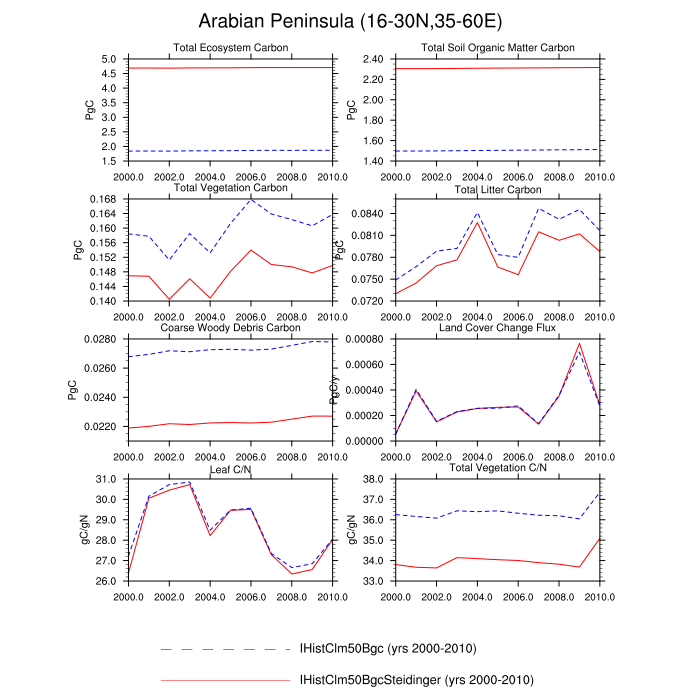 Arabian Peninsula (16-30N,35-60E)
Total Ecosystem Carbon
PgC
5.0
4.5
4.0
3.5
3.0
2.5
2.0
1.5
2000.0 2002.0 2004.0 2006.0 2008.0 2010.0
Total Soil Organic Matter Carbon
PgC
2.40
2.20
2.00
1.80
1.60
1.40
2000.0 2002.0 2004.0 2006.0 2008.0 2010.0
Total Vegetation Carbon
PgC
0.168
0.164
0.160
0.156
0.152
0.148
0.144
0.140
2000.0 2002.0 2004.0 2006.0 2008.0 2010.0
Total Litter Carbon
PgC
0.0840
0.0810
0.0780
0.0750
0.0720
2000.0 2002.0 2004.0 2006.0 2008.0 2010.0
Coarse Woody Debris Carbon
PgC
0.0280
0.0260
0.0240
0.0220
2000.0 2002.0 2004.0 2006.0 2008.0 2010.0
Land Cover Change Flux
PgC/y
0.00080
0.00060
0.00040
0.00020
0.00000
2000.0 2002.0 2004.0 2006.0 2008.0 2010.0
Leaf C/N
gC/gN
31.0
30.0
29.0
28.0
27.0
26.0
2000.0 2002.0 2004.0 2006.0 2008.0 2010.0
Total Vegetation C/N
gC/gN
38.0
37.0
36.0
35.0
34.0
33.0
2000.0 2002.0 2004.0 2006.0 2008.0 2010.0
IHistClm50Bgc (yrs 2000-2010)
IHistClm50BgcSteidinger (yrs 2000-2010)